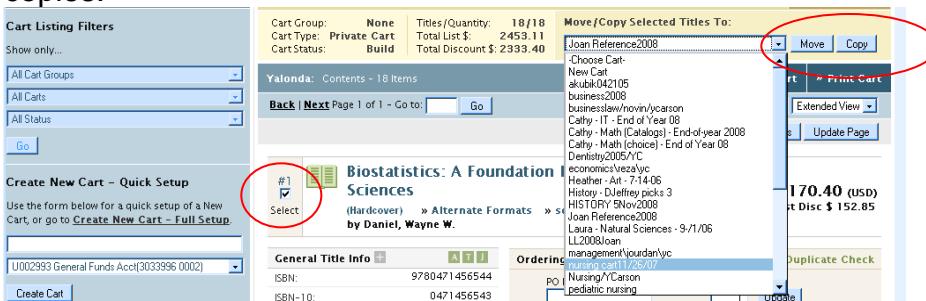 copies.
Cart Listing Filters
Show only...
All Cart Groups
All Carts
All Status
Go
Create New Cart – Quick Setup
Use the form below for a quick setup of a New
Cart, or go to Create New Cart – Full Setup.
U002993 General Funds Acct(3033996 0002)
Create Cart
Cart Group: None
Cart Type: Private Cart
Cart Status: Build
Titles/Quantity: 18/18
Total List $: 2453.11
Total Discount $: 2333.40
Move/Copy Selected Titles To:
Joan Reference2008
Move Copy
Yalonda: Contents - 18 Items
» Print Cart
Back | Next Page 1 of 1 - Go to: Go
Extended View
Update Page
-Choose Cart-
New Cart
akubik042105
business2008
businesslaw/novin/ycarson
Cathy - IT - End of Year 08
Cathy - Math (Catalogs) - End-of-year 2008
Cathy - Math (choice) - End of Year 08
Dentistry2005/YC
economics\veza\yc
Heather - Art - 7-14-06
History - DJeffrey picks 3
HISTORY 5Nov2008
Joan Reference2008
Laura - Natural Sciences - 9-/1/06
LL2008Joan
management\jourdan\yc
nursing cart11/26/07
Nursing/YCarson
pediatric nursing
#1
Select
Biostatistics: A Foundation
Sciences
(Hardcover) » Alternate Formats »
by Daniel, Wayne W.
170.40 (USD)
Disc $ 152.85
General Title Info
A T J
ISBN: 9780471456544
ISBN-10: 0471456543
Ordering
Duplicate Check
PO
Update